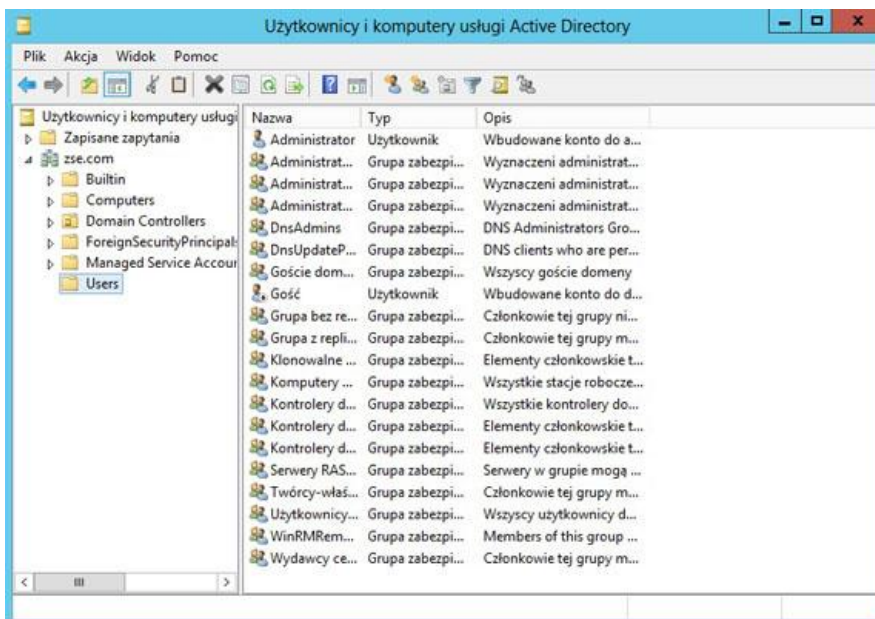 Użytkownicy i komputery usługi Active Directory
Plik Akcja Widok Pomoc
Użytkownicy i komputery usługi
Zapisane zapytania
zse.com
Builtin
Computers
Domain Controllers
ForeignSecurityPrincipals
Managed Service Accour
Users
Nazwa Typ Opis
Administrator Użytkownik Wbudowane konto do a...
Administrat... Grupa zabezpi... Wyznaczeni administrat...
Administrat... Grupa zabezpi... Wyznaczeni administrat...
Administrat... Grupa zabezpi... Wyznaczeni administrat...
DnsAdmins Grupa zabezpi... DNS Administrators Gro...
DnsUpdateP... Grupa zabezpi... DNS clients who are per...
Goście dom... Grupa zabezpi... Wszyscy goście domeny
Gość Użytkownik Wbudowane konto do d...
Grupa bez re... Grupa zabezpi... Członkowie tej grupy ni...
Grupa z repli... Grupa zabezpi... Członkowie tej grupy m...
Klonowalne ... Grupa zabezpi... Elementy członkowskie t...
Komputery ... Grupa zabezpi... Wszystkie stacje robocze...
Kontrolery d... Grupa zabezpi... Wszystkie kontrolery do...
Kontrolery d... Grupa zabezpi... Elementy członkowskie t...
Kontrolery d... Grupa zabezpi... Elementy członkowskie t...
Serwery RAS... Grupa zabezpi... Serwery w grupie mogą ...
Twórcy-właś... Grupa zabezpi... Członkowie tej grupy m...
Użytkownicy... Grupa zabezpi... Wszyscy użytkownicy d...
WinRMRem... Grupa zabezpi... Members of this group ...
Wydawcy ce... Grupa zabezpi... Członkowie tej grupy m...